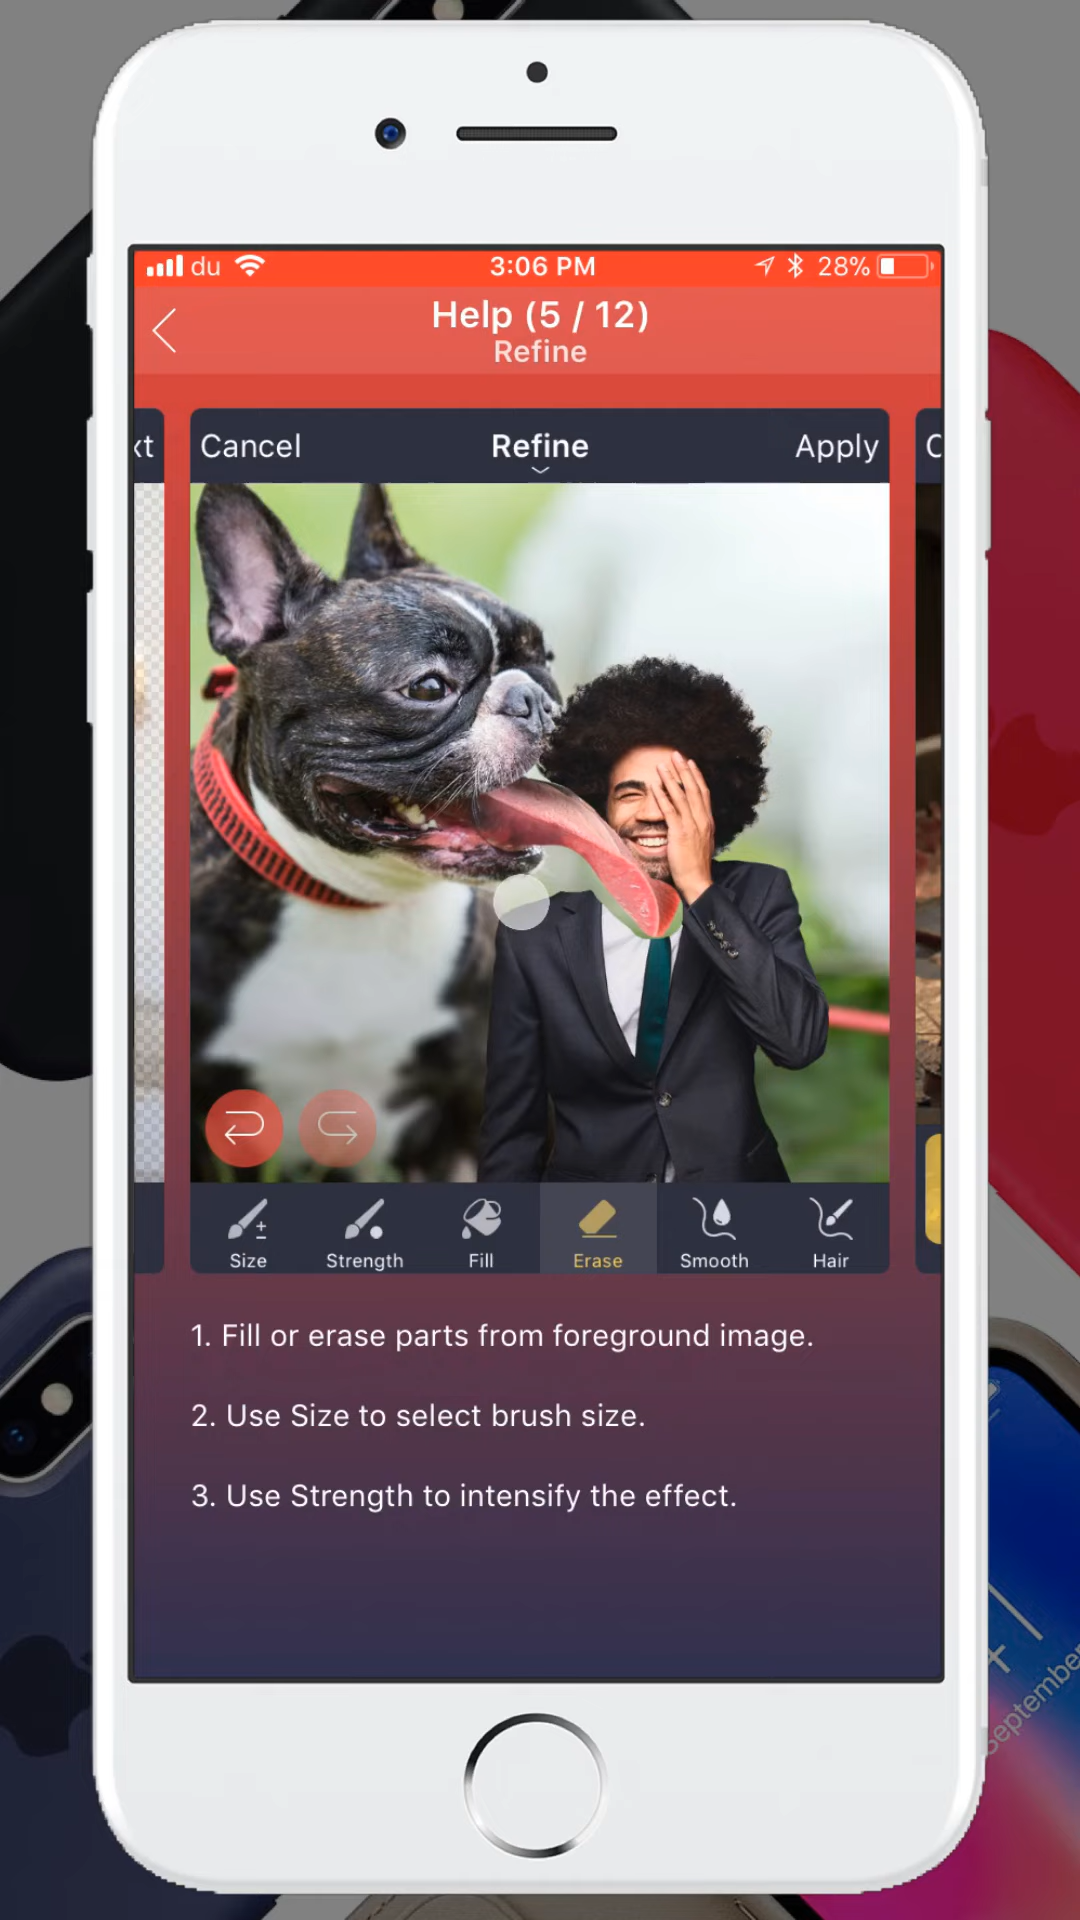 du 3:06 PM 28%
Help (5 / 12)
Refine
xt Cancel Refine Apply C
Size Strength Fill Erase Smooth Hair
1. Fill or erase parts from foreground image.
2. Use Size to select brush size.
3. Use Strength to intensify the effect.
September